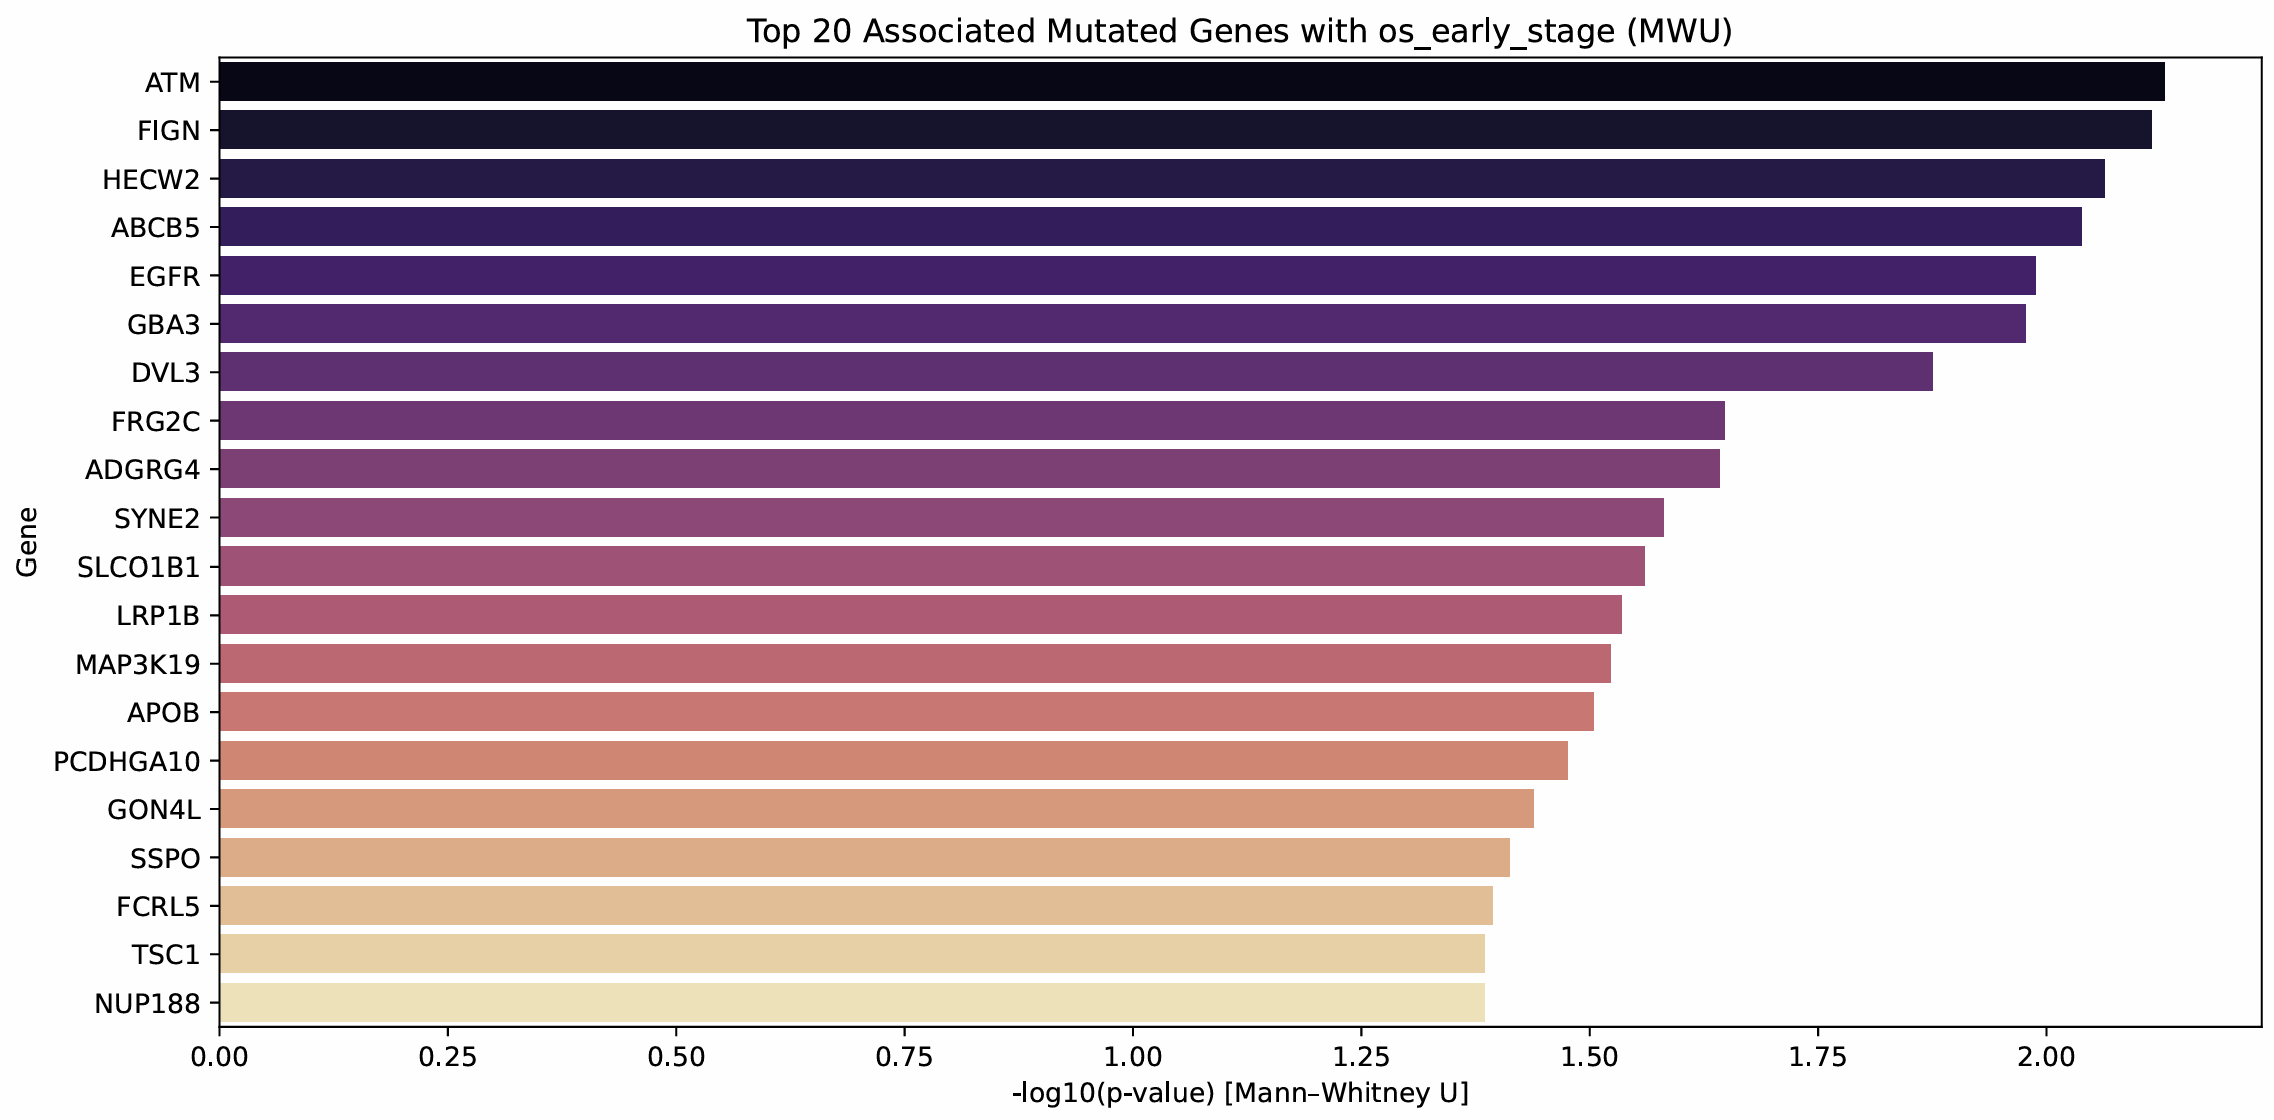 Top 20 Associated Mutated Genes with os_early_stage (MWU)
Gene
ATM
FIGN
HECW2
ABCB5
EGFR
GBA3
DVL3
FRG2C
ADGRG4
SYNE2
SLCO1B1
LRP1B
MAP3K19
APOB
PCDHGA10
GON4L
SSPO
FCRL5
TSC1
NUP188
0.00 0.25 0.50 0.75 1.00 1.25 1.50 1.75 2.00
-log10(p-value) [Mann–Whitney U]